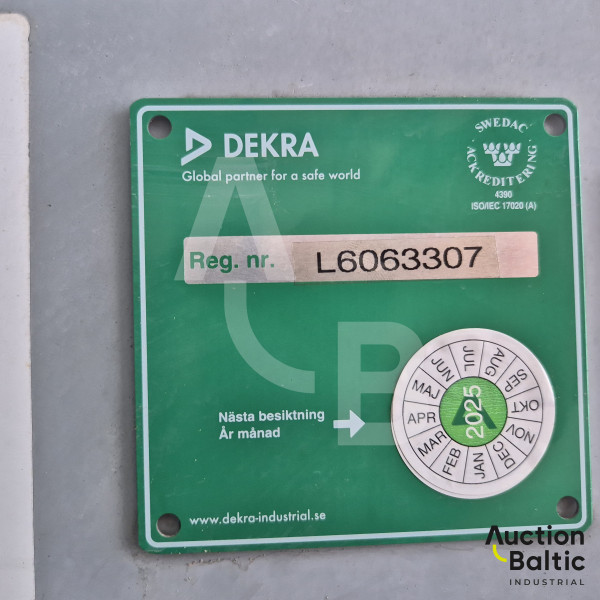 DEKRA
Global partner for a safe world
SWEDAC
ACKREDITERING
4390
ISO/IEC 17020 (A)
Reg. nr. L6063307
Nästa besiktning
År månad
JAN FEB MAR APR MAJ JUN JUL AUG SEP OKT NOV DEC
2025
www.dekra-industrial.se
Auction
Baltic
INDUSTRIAL